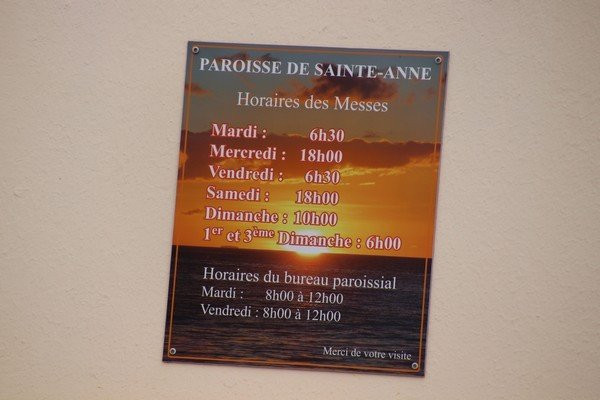 PAROISSE DE SAINTE-ANNE
Horaires des Messes
Mardi : 6h30
Mercredi : 18h00
Vendredi : 6h30
Samedi : 18h00
Dimanche : 10h00
1er et 3ème Dimanche : 6h00
Horaires du bureau paroissial
Mardi : 8h00 à 12h00
Vendredi : 8h00 à 12h00
Merci de votre visite